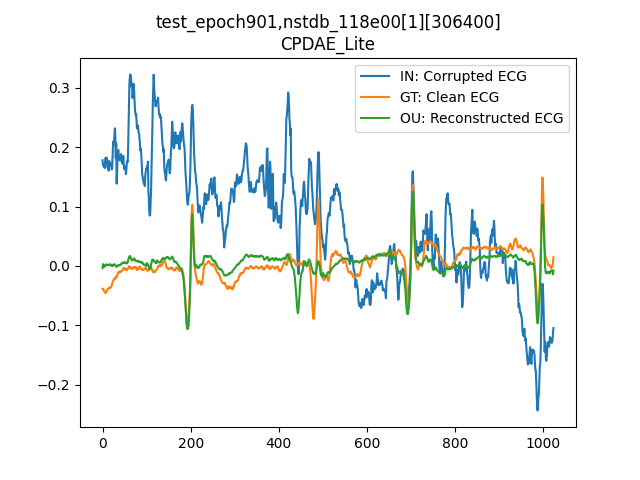 test_epoch901,nstdb_118e00[1][306400]
CPDAE_Lite
IN: Corrupted ECG
GT: Clean ECG
OU: Reconstructed ECG
0.3
0.2
0.1
0.0
−0.1
−0.2
0 200 400 600 800 1000